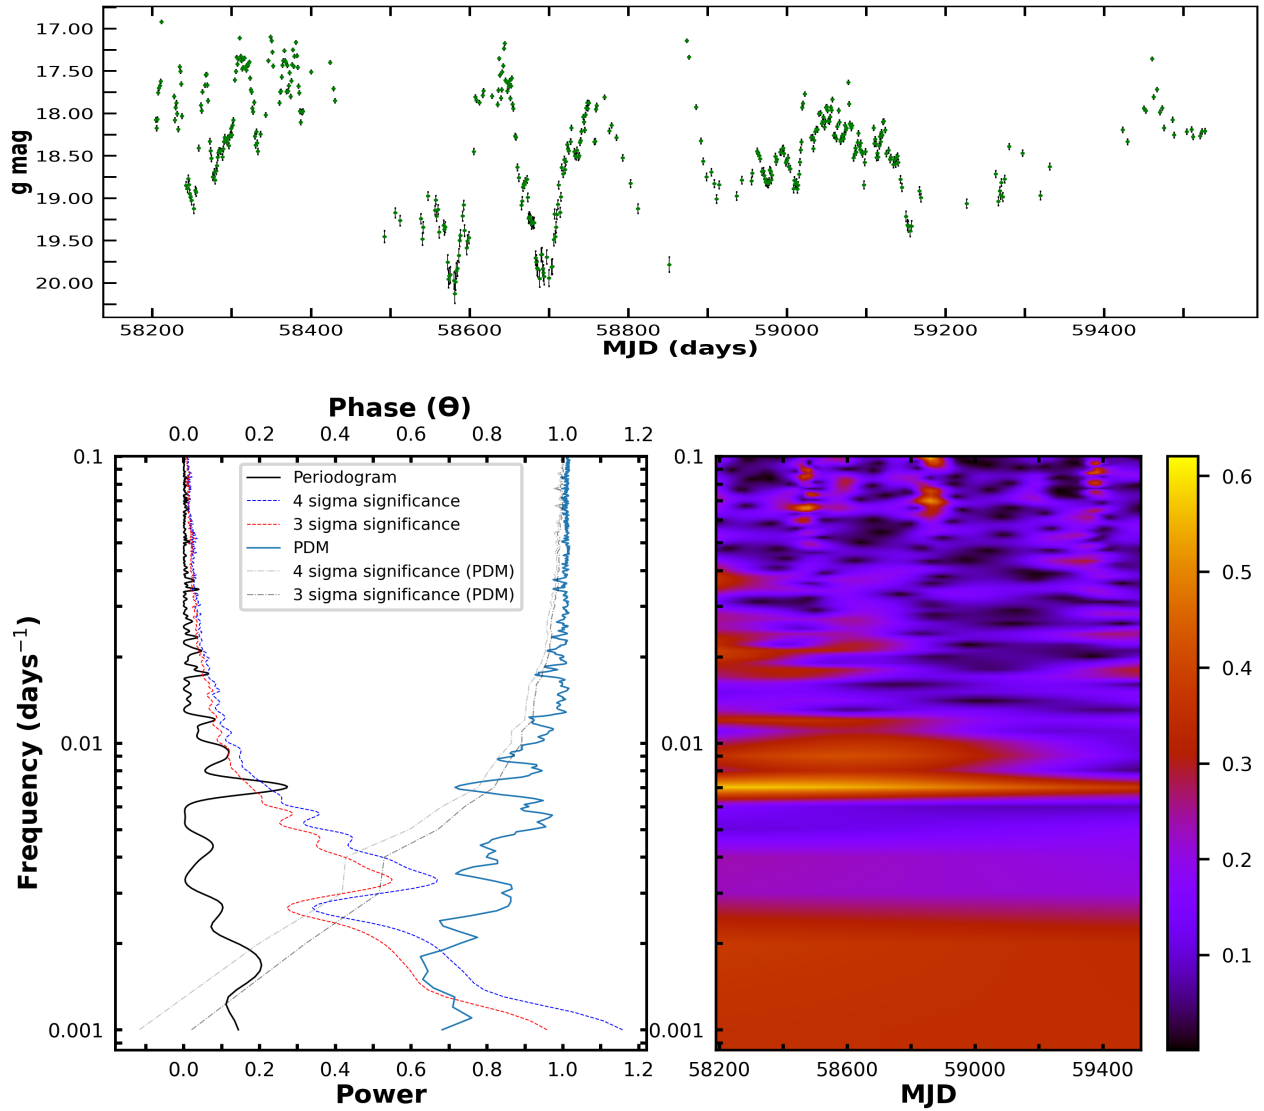 17.00
17.50
18.00
18.50
19.00
19.50
20.00
g mag
58200 58400 58600 58800 59000 59200 59400
MJD (days)
Phase (Θ)
0.0 0.2 0.4 0.6 0.8 1.0 1.2
0.1
0.01
0.001
Frequency (days⁻¹)
Periodogram
4 sigma significance
3 sigma significance
PDM
4 sigma significance (PDM)
3 sigma significance (PDM)
0.0 0.2 0.4 0.6 0.8 1.0 1.2
Power
0.1
0.01
0.001
58200 58600 59000 59400
MJD
0.6
0.5
0.4
0.3
0.2
0.1